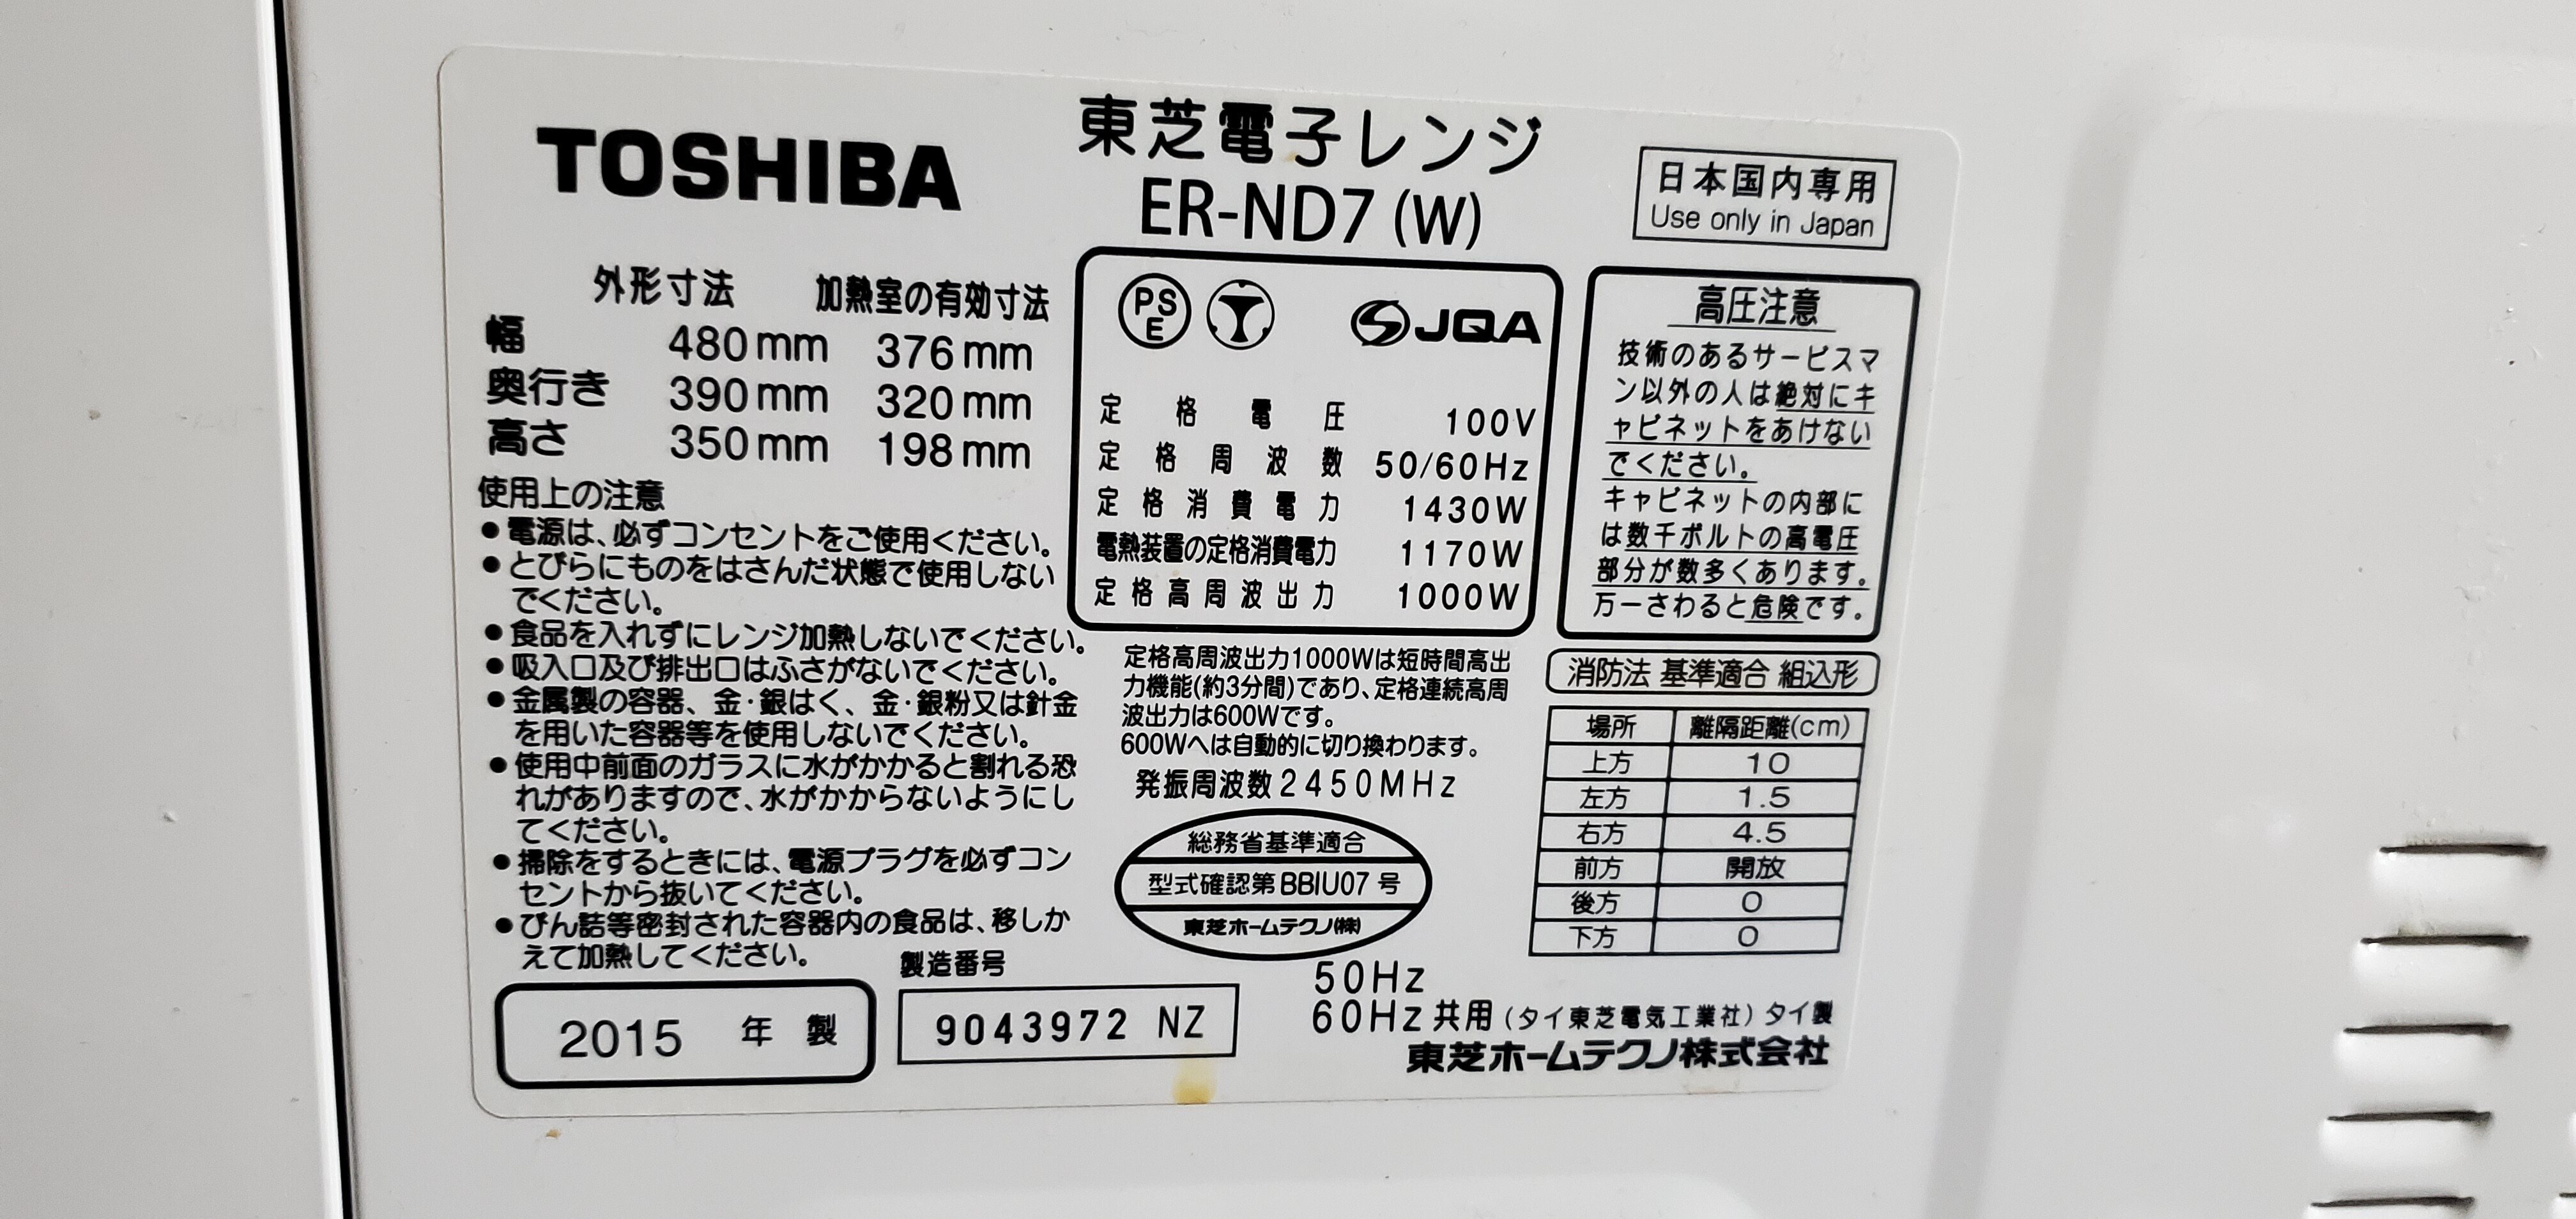 TOSHIBA
東芝電子レンジ
ER-ND7 (W)
日本国内専用
Use only in Japan
外形寸法 加熱室の有効寸法
幅 480mm 376mm
奥行き 390mm 320mm
高さ 350mm 198mm
使用上の注意
●電源は、必ずコンセントをご使用ください。
●とびらにものをはさんだ状態で使用しない
でください。
●食品を入れずにレンジ加熱しないでください。
●吸入口及び排出口はふさがないでください。
●金属製の容器、金・銀はく、金・銀粉又は針金
を用いた容器等を使用しないでください。
●使用中前面のガラスに水がかかると割れる恐
れがありますので、水がかからないようにし
てください。
●掃除をするときには、電源プラグを必ずコン
セントから抜いてください。
●びん詰等密封された容器内の食品は、移しか
えて加熱してください。
2015 年 製
製造番号
9043972 NZ
PS
E
JQA
定格電圧 100V
定格周波数 50/60Hz
定格消費電力 1430W
電熱装置の定格消費電力 1170W
定格高周波出力 1000W
定格高周波出力1000Wは短時間高出
力機能(約3分間)であり、定格連続高周
波出力は600Wです。
600Wへは自動的に切り換わります。
発振周波数2450MHz
総務省基準適合
型式確認第BBIU07号
東芝ホームテクノ(株)
高圧注意
技術のあるサービスマ
ン以外の人は絶対にキ
ャビネットをあけない
でください。
キャビネットの内部に
は数千ボルトの高電圧
部分が数多くあります。
万一さわると危険です。
消防法 基準適合 組込形
場所 離隔距離(cm)
上方 10
左方 1.5
右方 4.5
前方 開放
後方 0
下方 0
50Hz
60Hz共用(タイ東芝電気工業社)タイ製
東芝ホームテクノ株式会社